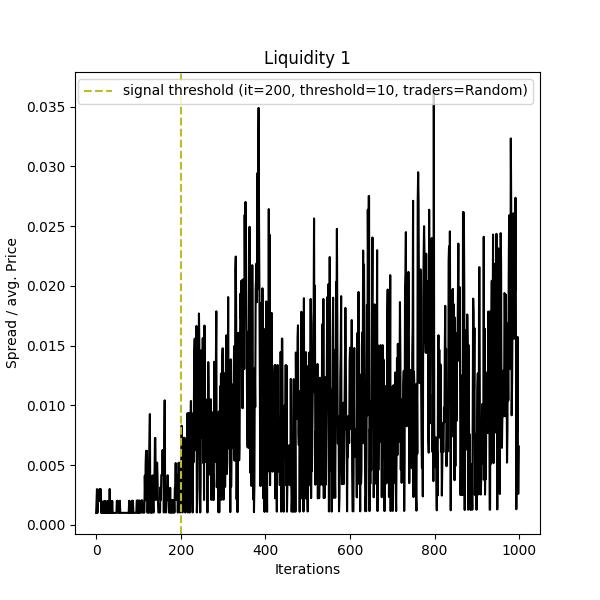 Liquidity 1
signal threshold (it=200, threshold=10, traders=Random)
Spread / avg. Price
0.035
0.030
0.025
0.020
0.015
0.010
0.005
0.000
0 200 400 600 800 1000
Iterations